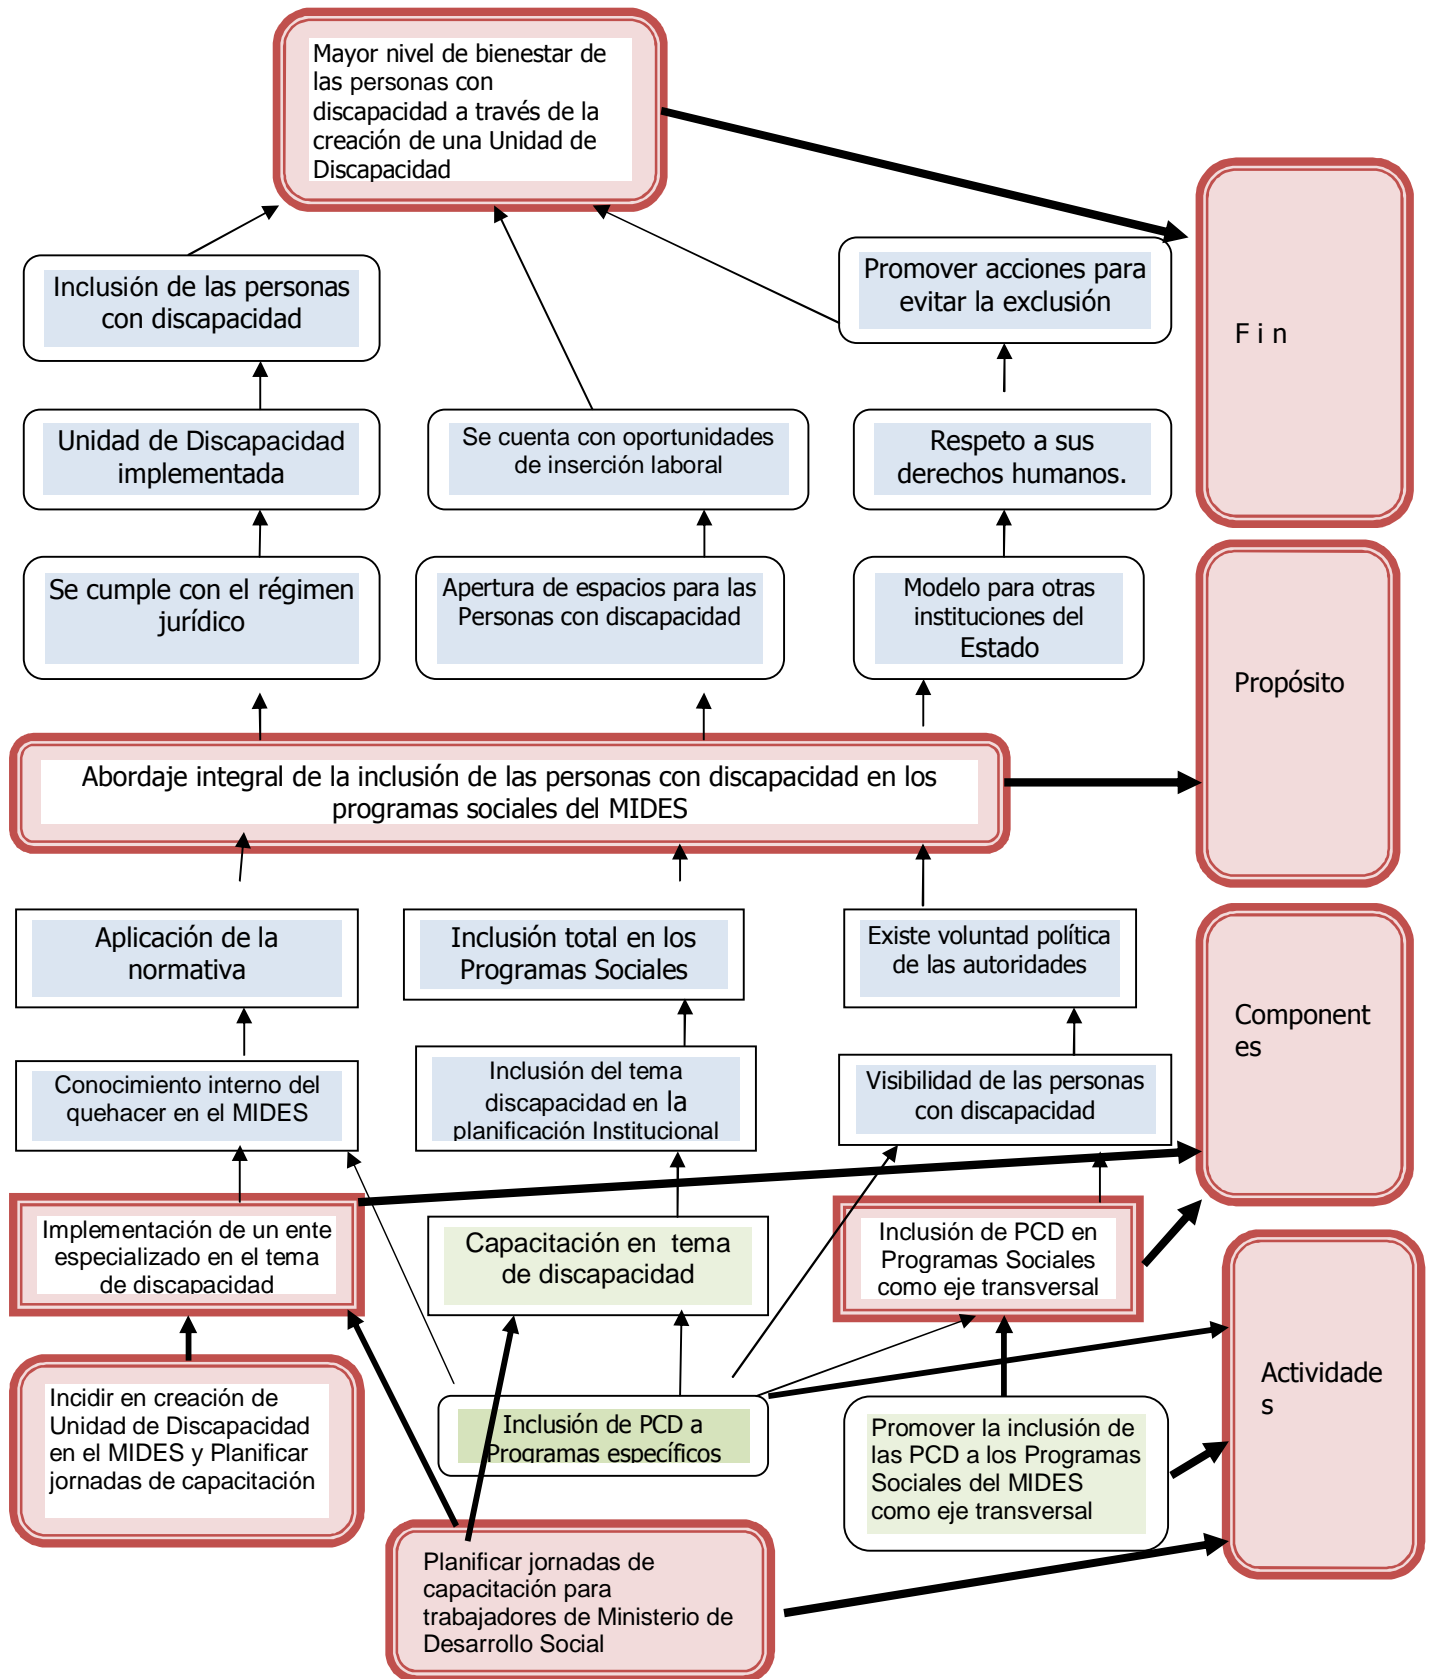 Mayor nivel de bienestar de
las personas con
discapacidad a través de la
creación de una Unidad de
Discapacidad
Inclusión de las personas
con discapacidad
Promover acciones para
evitar la exclusión
F i n
Unidad de Discapacidad
implementada
Se cuenta con oportunidades
de inserción laboral
Respeto a sus
derechos humanos.
Se cumple con el régimen
jurídico
Apertura de espacios para las
Personas con discapacidad
Modelo para otras
instituciones del
Estado
Propósito
Abordaje integral de la inclusión de las personas con discapacidad en los
programas sociales del MIDES
Aplicación de la
normativa
Inclusión total en los
Programas Sociales
Existe voluntad política
de las autoridades
Component
es
Conocimiento interno del
quehacer en el MIDES
Inclusión del tema
discapacidad en la
planificación Institucional
Visibilidad de las personas
con discapacidad
Implementación de un ente
especializado en el tema
de discapacidad
Capacitación en tema
de discapacidad
Inclusión de PCD en
Programas Sociales
como eje transversal
Actividade
s
Incidir en creación de
Unidad de Discapacidad
en el MIDES y Planificar
jornadas de capacitación
Inclusión de PCD a
Programas específicos
Promover la inclusión de
las PCD a los Programas
Sociales del MIDES
como eje transversal
Planificar jornadas de
capacitación para
trabajadores de Ministerio de
Desarrollo Social